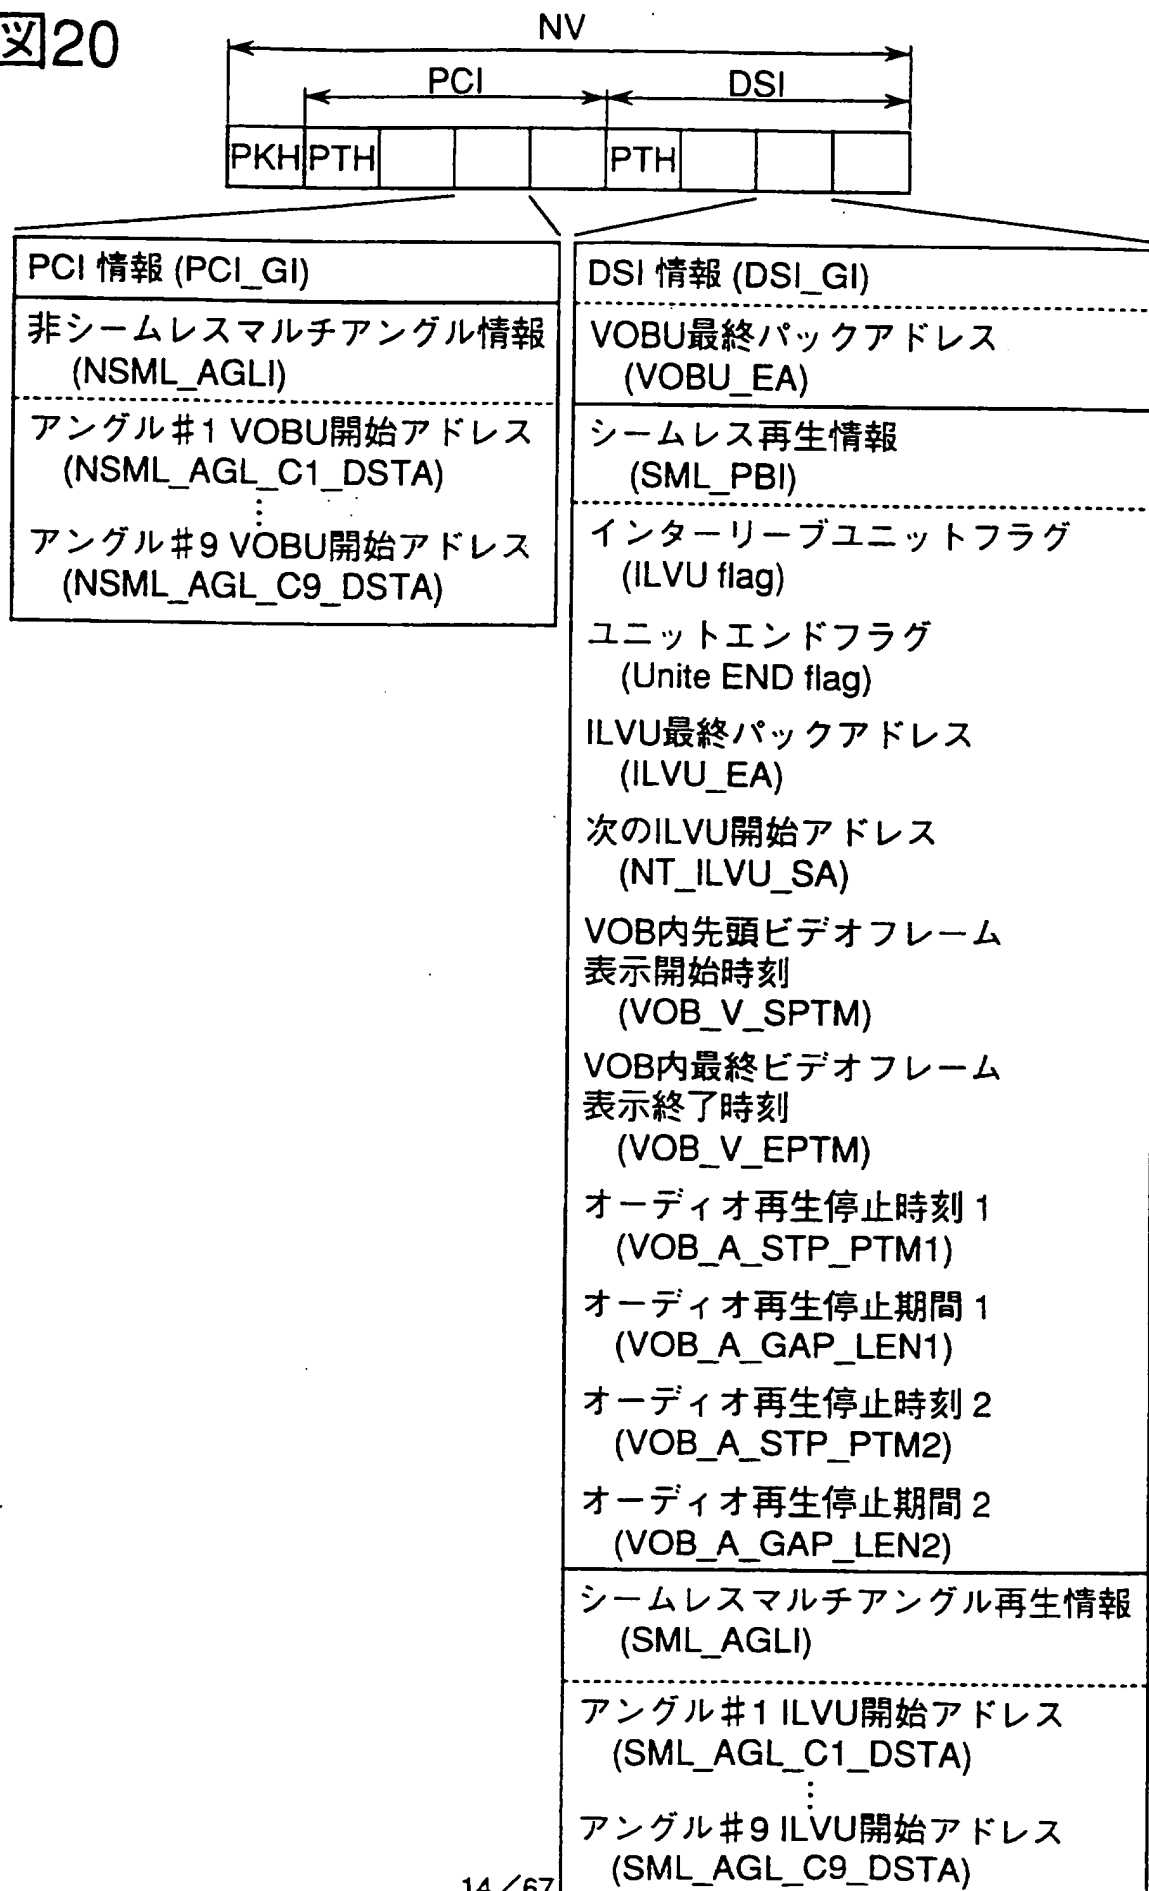 図20
NV
PCI
DSI
PKH PTH PTH
PCI 情報 (PCI_GI)
非シームレスマルチアングル情報
(NSML_AGLI)
アングル#1 VOBU開始アドレス
(NSML_AGL_C1_DSTA)
⋮
アングル#9 VOBU開始アドレス
(NSML_AGL_C9_DSTA)
DSI 情報 (DSI_GI)
VOBU最終パックアドレス
(VOBU_EA)
シームレス再生情報
(SML_PBI)
インターリーブユニットフラグ
(ILVU flag)
ユニットエンドフラグ
(Unite END flag)
ILVU最終パックアドレス
(ILVU_EA)
次のILVU開始アドレス
(NT_ILVU_SA)
VOB内先頭ビデオフレーム
表示開始時刻
(VOB_V_SPTM)
VOB内最終ビデオフレーム
表示終了時刻
(VOB_V_EPTM)
オーディオ再生停止時刻 1
(VOB_A_STP_PTM1)
オーディオ再生停止期間 1
(VOB_A_GAP_LEN1)
オーディオ再生停止時刻 2
(VOB_A_STP_PTM2)
オーディオ再生停止期間 2
(VOB_A_GAP_LEN2)
シームレスマルチアングル再生情報
(SML_AGLI)
アングル#1 ILVU開始アドレス
(SML_AGL_C1_DSTA)
⋮
アングル#9 ILVU開始アドレス
(SML_AGL_C9_DSTA)
14/67